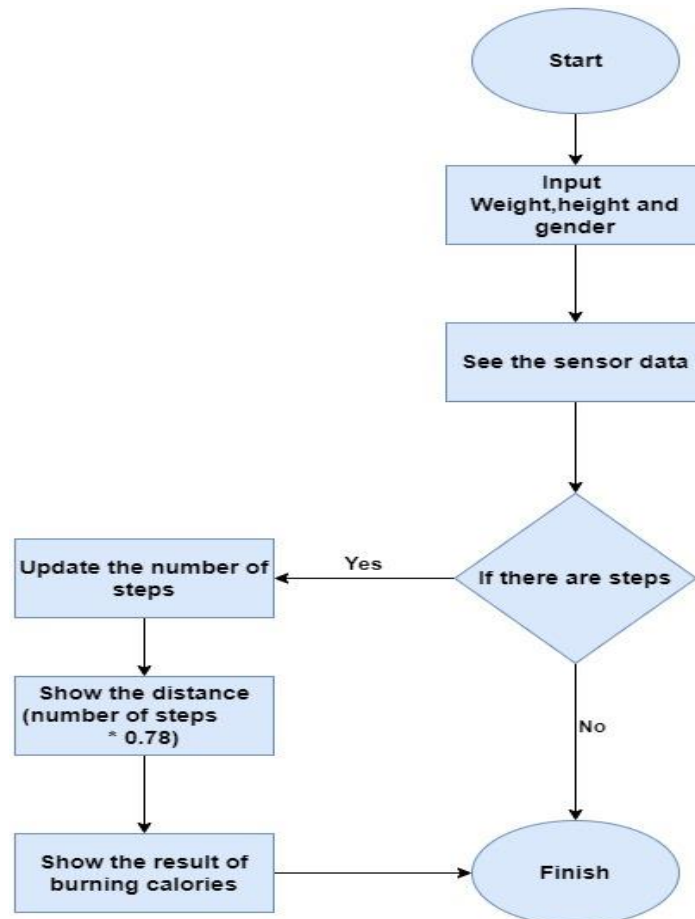 Start
Input
Weight,height and
gender
See the sensor data
If there are steps
Yes
Update the number of
steps
Show the distance
(number of steps
* 0.78)
Show the result of
burning calories
No
Finish